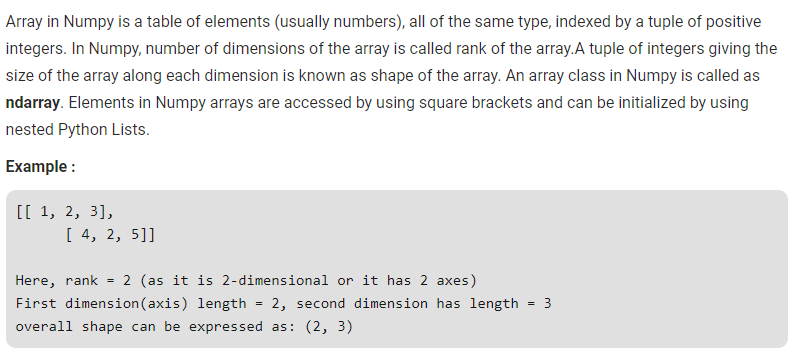 Array in Numpy is a table of elements (usually numbers), all of the same type, indexed by a tuple of positive
integers. In Numpy, number of dimensions of the array is called rank of the array.A tuple of integers giving the
size of the array along each dimension is known as shape of the array. An array class in Numpy is called as
ndarray. Elements in Numpy arrays are accessed by using square brackets and can be initialized by using
nested Python Lists.
Example :
[[ 1, 2, 3],
[ 4, 2, 5]]
Here, rank = 2 (as it is 2-dimensional or it has 2 axes)
First dimension(axis) length = 2, second dimension has length = 3
overall shape can be expressed as: (2, 3)